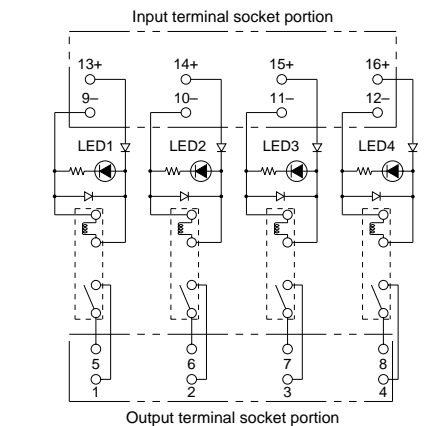 Input terminal socket portion
13+ 14+ 15+ 16+
9– 10– 11– 12–
LED1 LED2 LED3 LED4
5 6 7 8
1 2 3 4
Output terminal socket portion